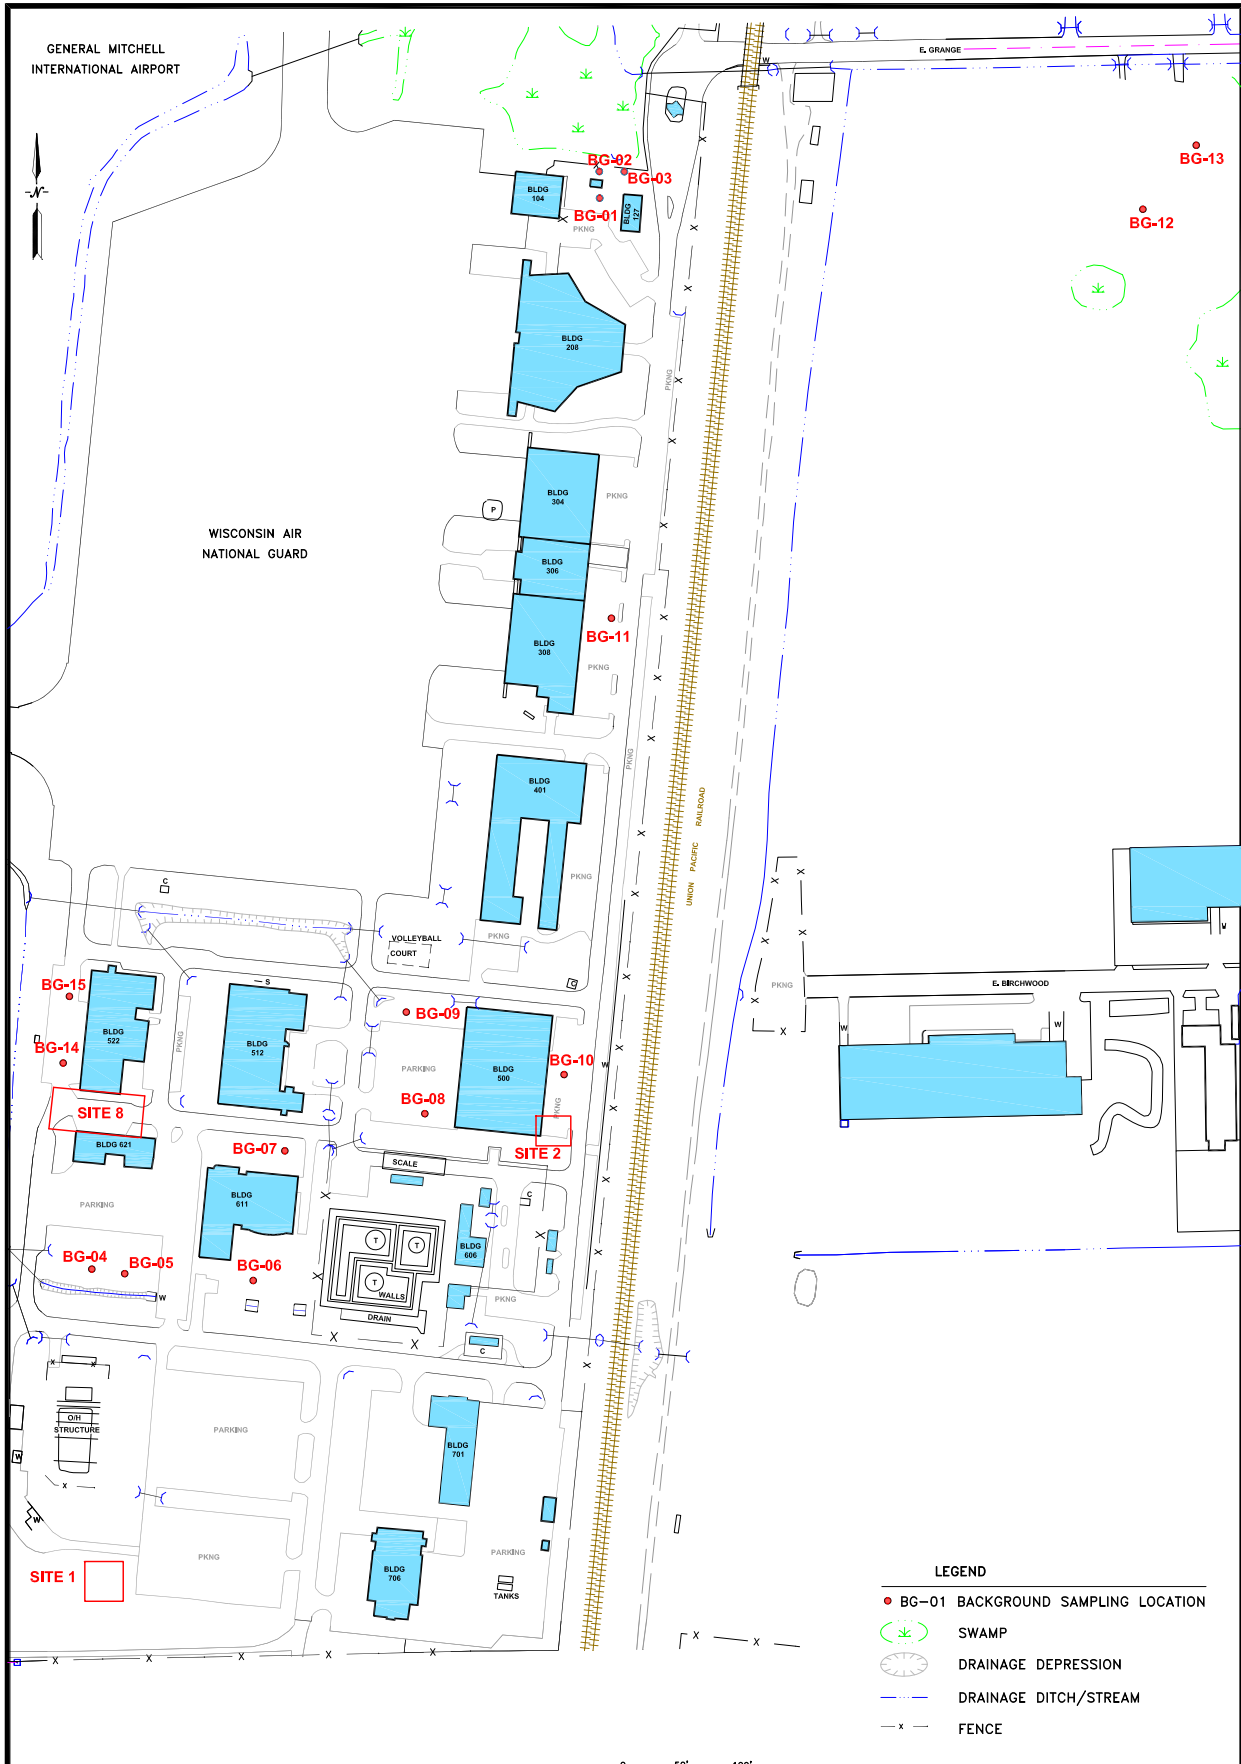 GENERAL MITCHELL
INTERNATIONAL AIRPORT
E. GRANGE
W
-N-
BG-13
BG-02
BG-03
BLDG
104
BG-01
BLDG
127
PKNG
BG-12
X
X
X
BLDG
208
PKNG
X
X
BLDG
304
PKNG
P
WISCONSIN AIR
NATIONAL GUARD
X
BLDG
306
X
BG-11
BLDG
308
PKNG
X
X
PKNG
BLDG
401
UNION PACIFIC RAILROAD
X
C
PKNG
X
X
X
VOLLEYBALL
COURT
PKNG
X
W
X
BG-15
S
C
PKNG
E. BIRCHWOOD
X
X
BG-09
W
W
BLDG
522
BLDG
512
PKNG
BG-14
PARKING
BLDG
500
BG-10
W
X
PKNG
SITE 8
BG-08
X
BLDG 621
BG-07
SITE 2
SCALE
X
PARKING
BLDG
611
X
C
T
T
BLDG
606
X
X
BG-04
BG-05
BG-06
X
T
WALLS
W
PKNG
DRAIN
X
X
C
X
X
X
O/H
STRUCTURE
PARKING
BLDG
701
W
X
W
PKNG
PARKING
SITE 1
BLDG
706
TANKS
LEGEND
BG-01 BACKGROUND SAMPLING LOCATION
SWAMP
X
X
DRAINAGE DEPRESSION
X
X
X
X
X
DRAINAGE DITCH/STREAM
x FENCE